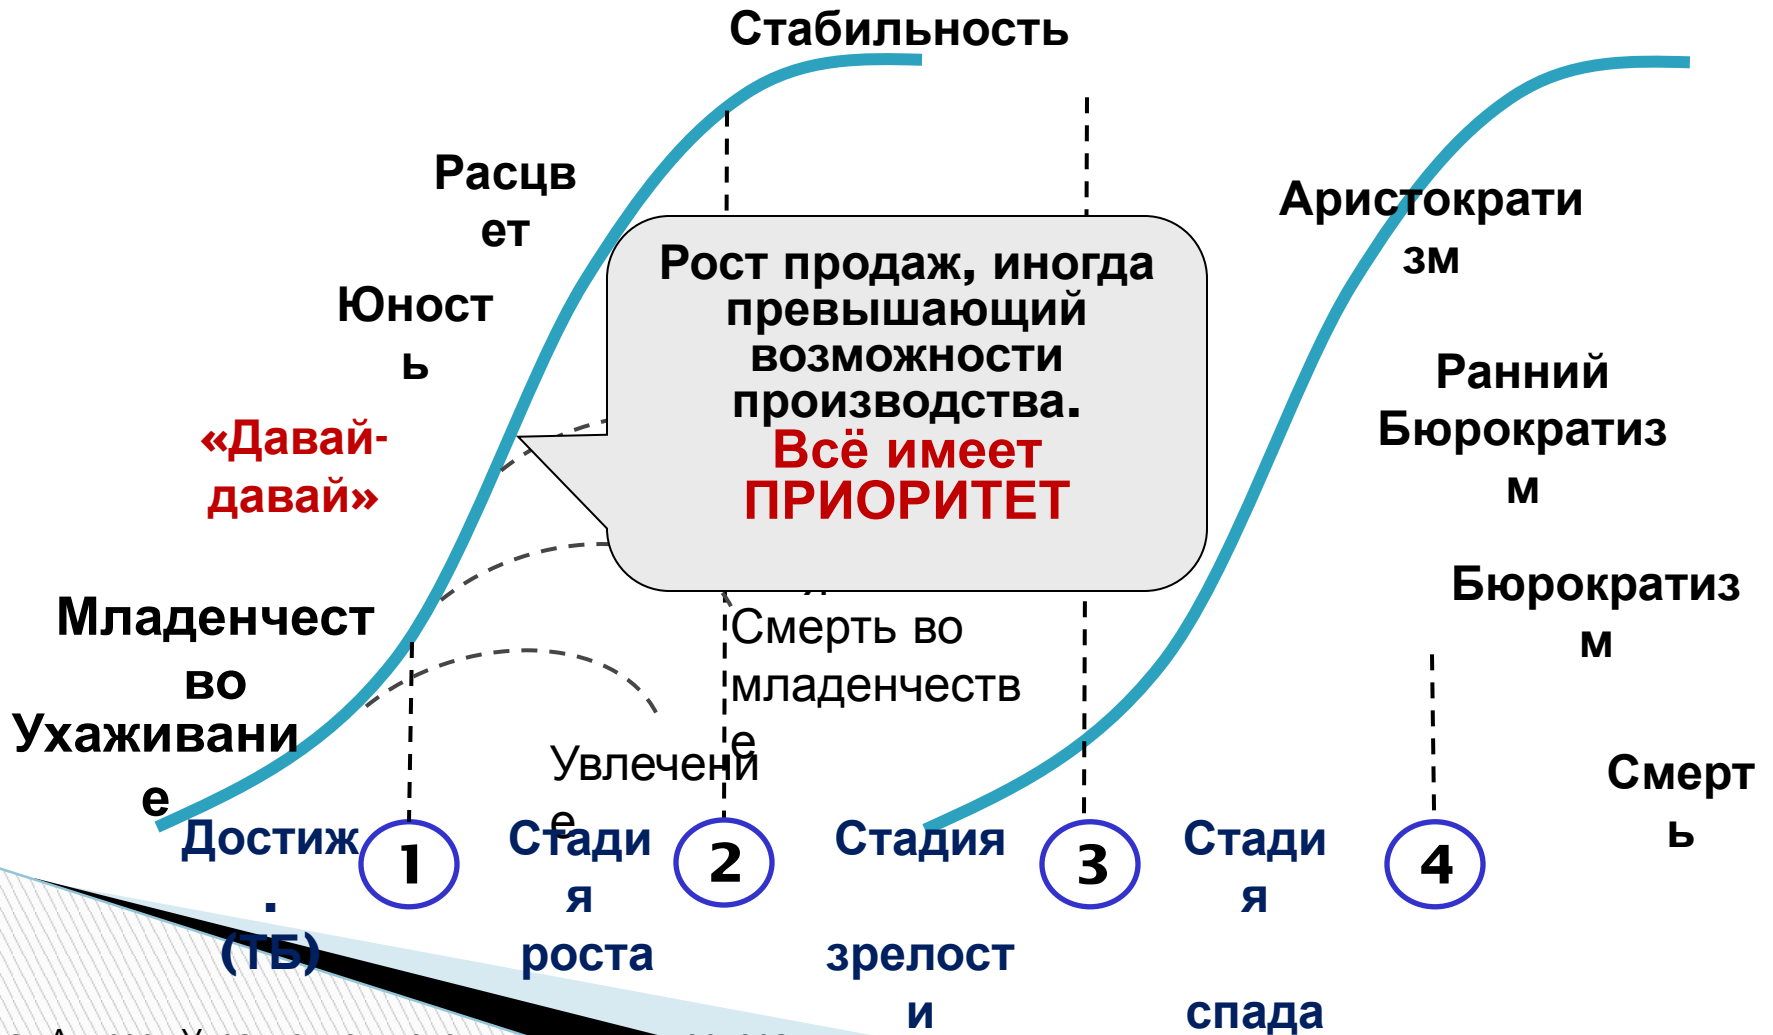 Стабильность
Расцв
ет
Юност
ь
«Давай-
давай»
Младенчест
во
Ухаживани
е
Рост продаж, иногда
превышающий
возможности
производства.
Всё имеет
ПРИОРИТЕТ
Смерть во
младенчеств
е
Увлечени
е
Аристократи
зм
Ранний
Бюрократиз
м
Бюрократиз
м
Смерт
ь
Достиж
.
(ТБ)
1
Стади
я
роста
2
Стадия
зрелост
и
3
Стади
я
спада
4